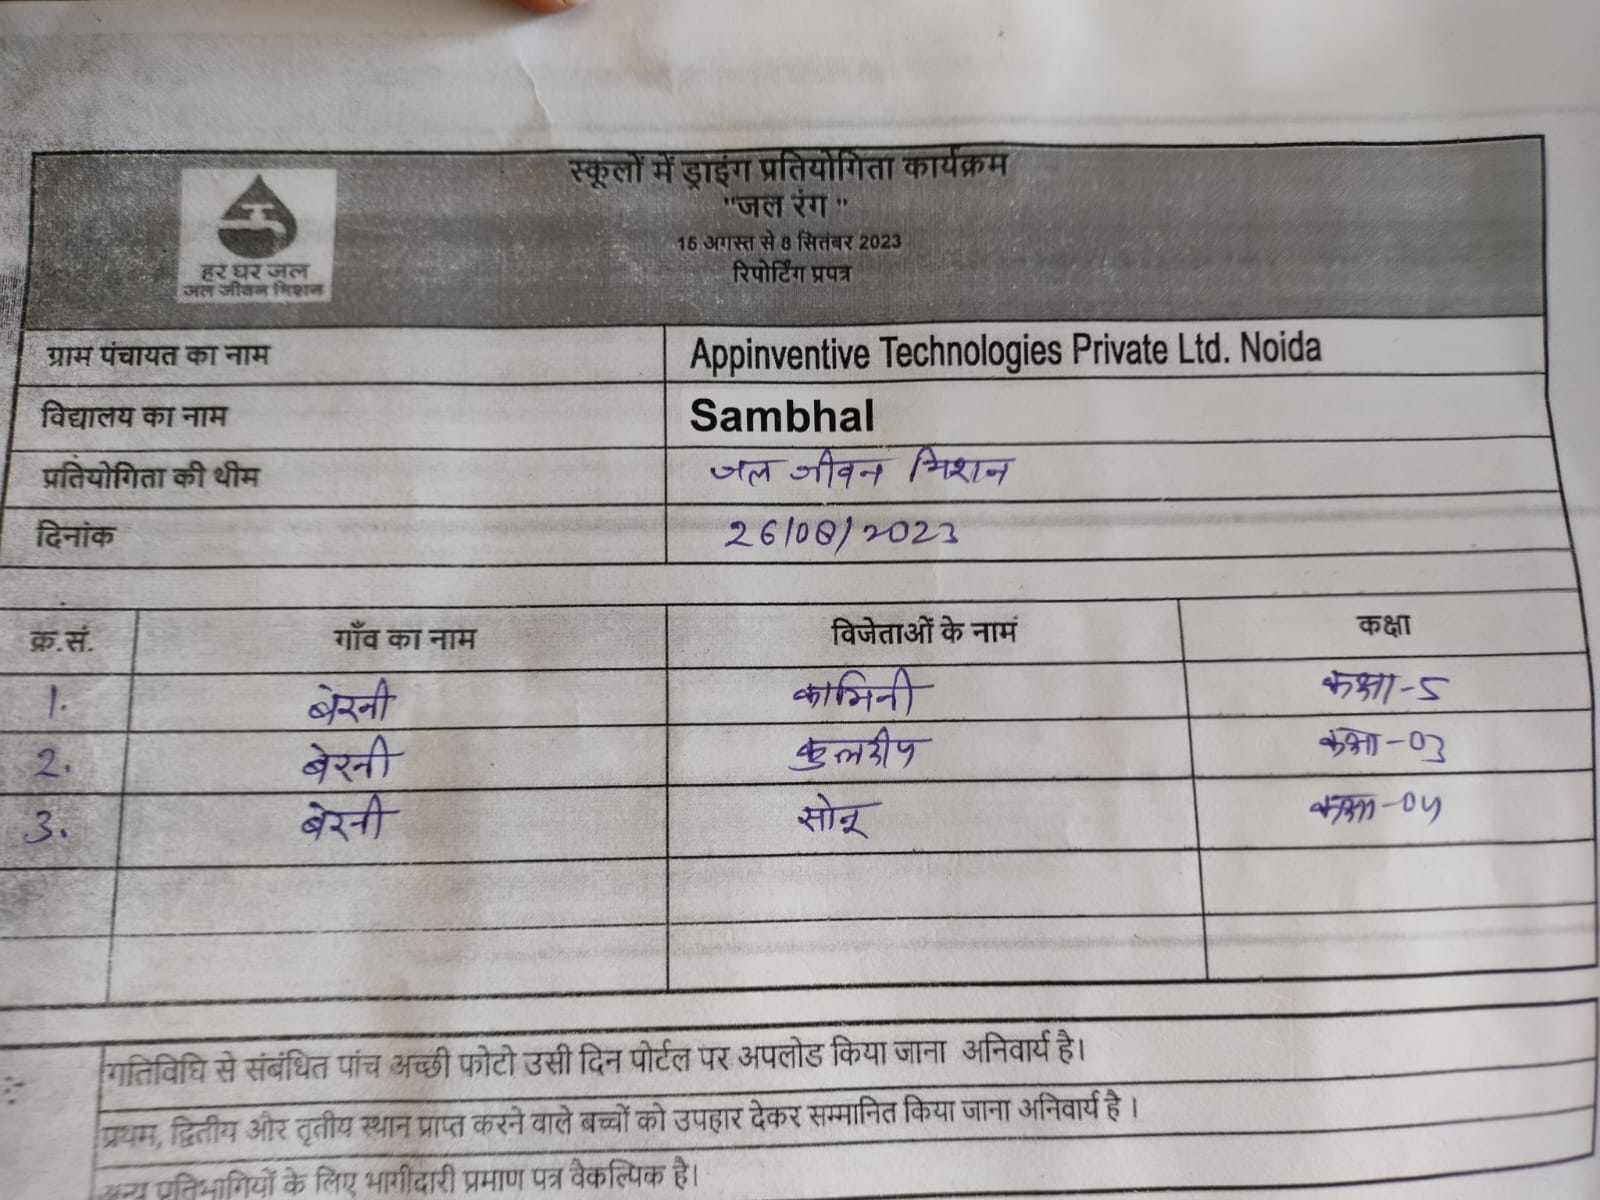 स्कूलों में ड्राइंग प्रतियोगिता कार्यक्रम
"जल रंग "
15 अगस्त से 8 सितंबर 2023
रिपोर्टिंग प्रपत्र
हर घर जल
जल जीवन मिशन
ग्राम पंचायत का नाम Appinventive Technologies Private Ltd. Noida
विद्यालय का नाम Sambhal
प्रतियोगिता की थीम जल जीवन मिशन
दिनांक 26/08/2023
क्र.सं. गाँव का नाम विजेताओं के नाम कक्षा
1. बेरनी कामिनी कक्षा-5
2. बेरनी कुलदीप कक्षा-03
3. बेरनी सोनू कक्षा-04
गतिविधि से संबंधित पांच अच्छी फोटो उसी दिन पोर्टल पर अपलोड किया जाना अनिवार्य है।
प्रथम, द्वितीय और तृतीय स्थान प्राप्त करने वाले बच्चों को उपहार देकर सम्मानित किया जाना अनिवार्य है।
अन्य प्रतिभागियों के लिए भागीदारी प्रमाण पत्र वैकल्पिक है।